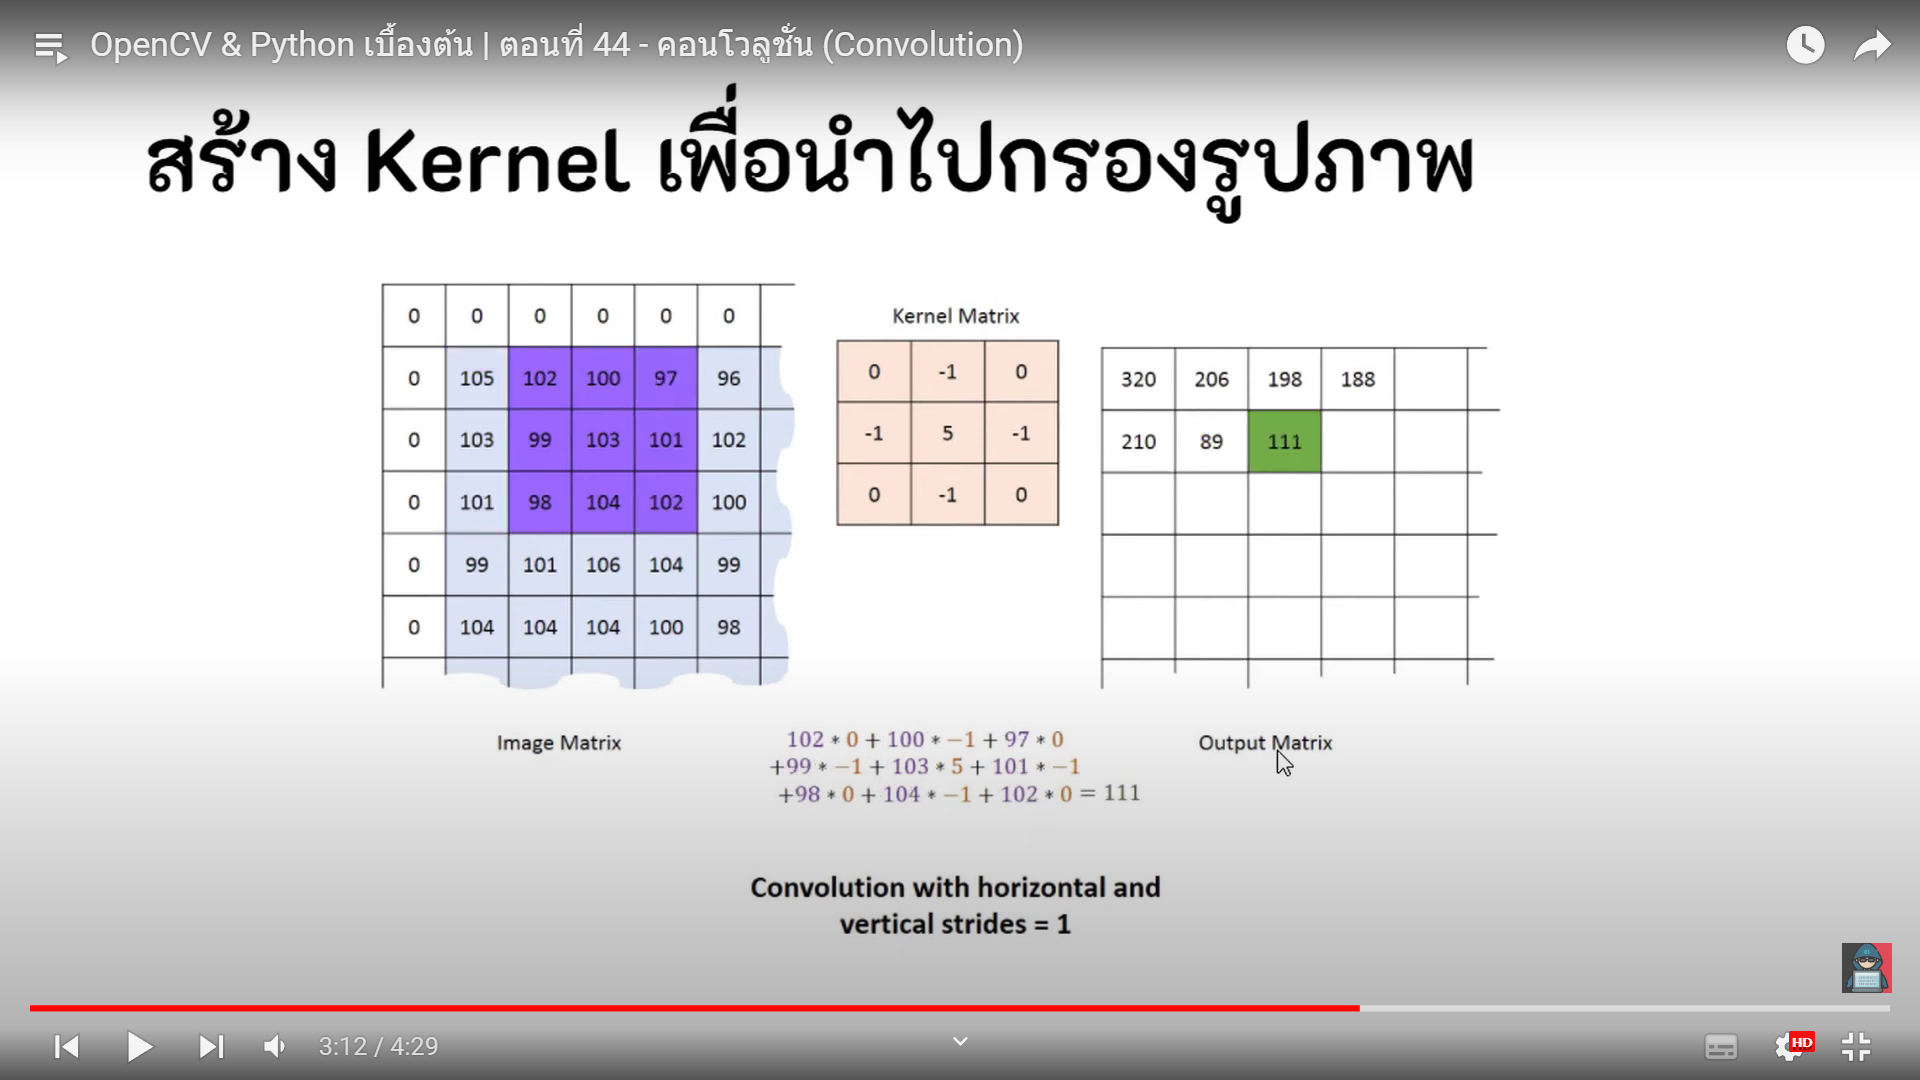 OpenCV & Python เบื้องต้น | ตอนที่ 44 - คอนโวลูชั่น (Convolution)
สร้าง Kernel เพื่อนำไปกรองรูปภาพ
0 0 0 0 0 0
0 105 102 100 97 96
0 103 99 103 101 102
0 101 98 104 102 100
0 99 101 106 104 99
0 104 104 104 100 98
Image Matrix
Kernel Matrix
0 -1 0
-1 5 -1
0 -1 0
320 206 198 188
210 89 111
Output Matrix
102 * 0 + 100 * −1 + 97 * 0
+99 * −1 + 103 * 5 + 101 * −1
+98 * 0 + 104 * −1 + 102 * 0 = 111
Convolution with horizontal and
vertical strides = 1
3:12 / 4:29
HD